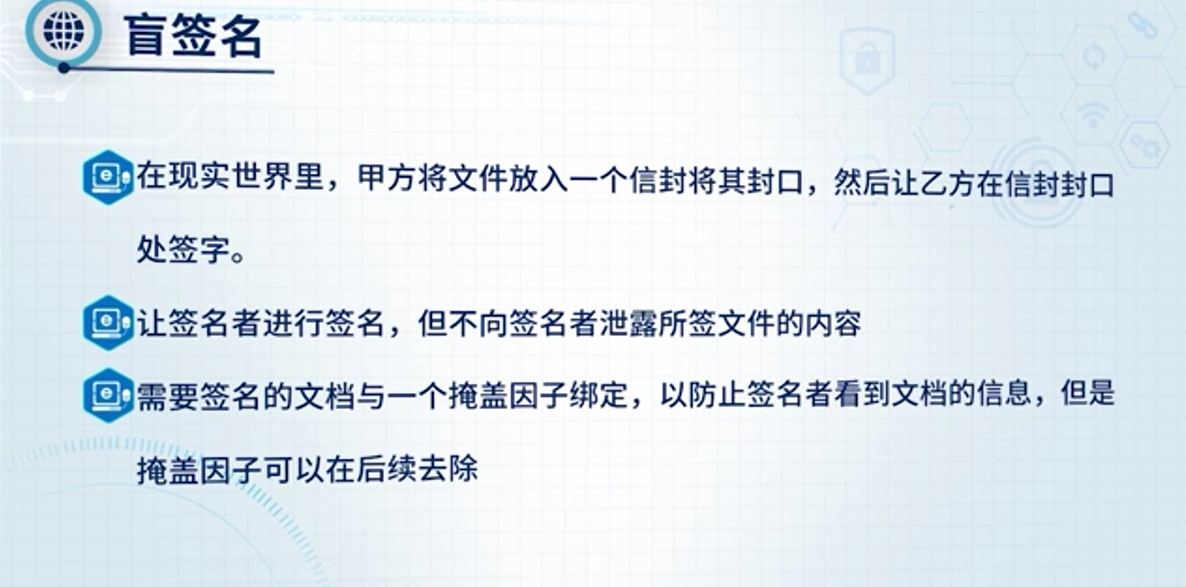 盲签名
在现实世界里，甲方将文件放入一个信封将其封口，然后让乙方在信封封口
处签字。
让签名者进行签名，但不向签名者泄露所签文件的内容
需要签名的文档与一个掩盖因子绑定，以防止签名者看到文档的信息，但是
掩盖因子可以在后续去除